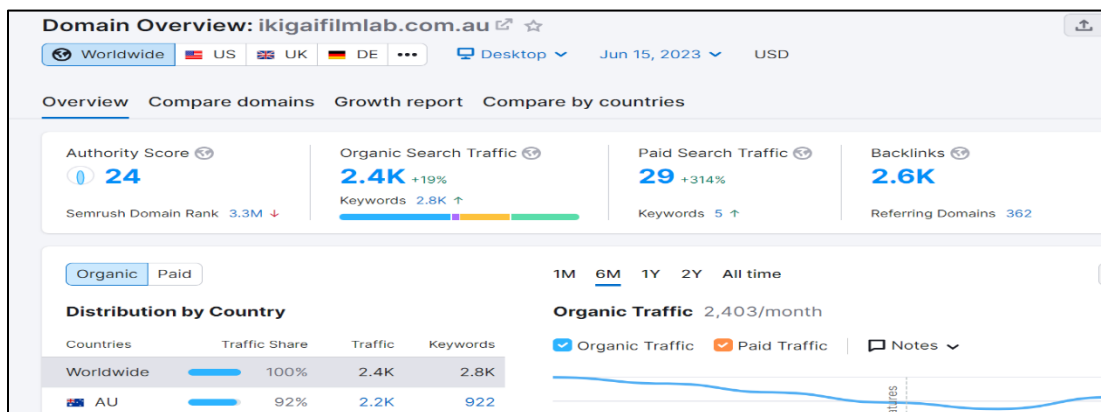 Domain Overview: ikigaifilmlab.com.au
Worldwide US UK DE ••• Desktop Jun 15, 2023 USD
Overview Compare domains Growth report Compare by countries
Authority Score Organic Search Traffic Paid Search Traffic Backlinks
24 2.4K +19% 29 +314% 2.6K
Keywords 2.8K ↑
Semrush Domain Rank 3.3M ↓ Keywords 5 ↑ Referring Domains 362
Organic Paid 1M 6M 1Y 2Y All time
Distribution by Country Organic Traffic 2,403/month
Countries Traffic Share Traffic Keywords Organic Traffic Paid Traffic Notes
Worldwide 100% 2.4K 2.8K
AU 92% 2.2K 922